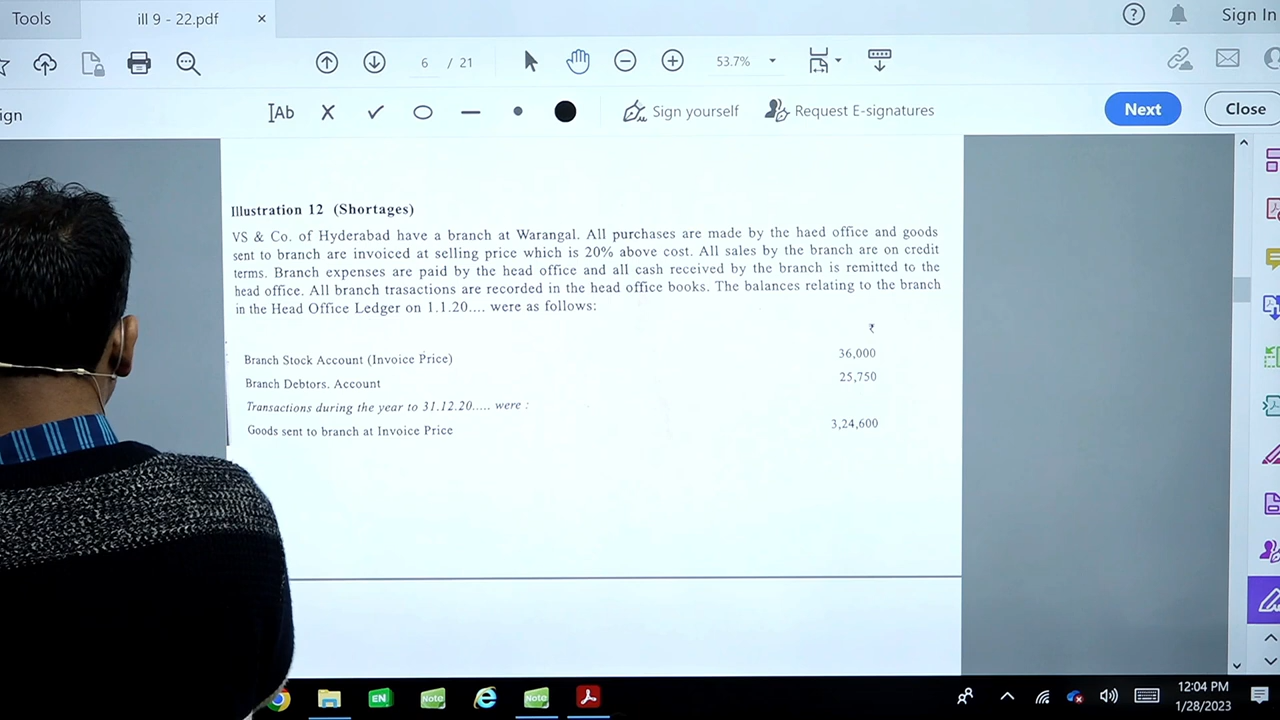 Tools
ill 9 - 22.pdf
×
Sign In
6 / 21
53.7%
Ab
Sign yourself
Request E-signatures
Next
Close
Illustration 12 (Shortages)
VS & Co. of Hyderabad have a branch at Warangal. All purchases are made by the haed office and goods
sent to branch are invoiced at selling price which is 20% above cost. All sales by the branch are on credit
terms. Branch expenses are paid by the head office and all cash received by the branch is remitted to the
head office. All branch trasactions are recorded in the head office books. The balances relating to the branch
in the Head Office Ledger on 1.1.20.... were as follows:
₹
Branch Stock Account (Invoice Price) 36,000
Branch Debtors. Account 25,750
Transactions during the year to 31.12.20..... were :
Goods sent to branch at Invoice Price 3,24,600
EN
Note
Note
12:04 PM
1/28/2023